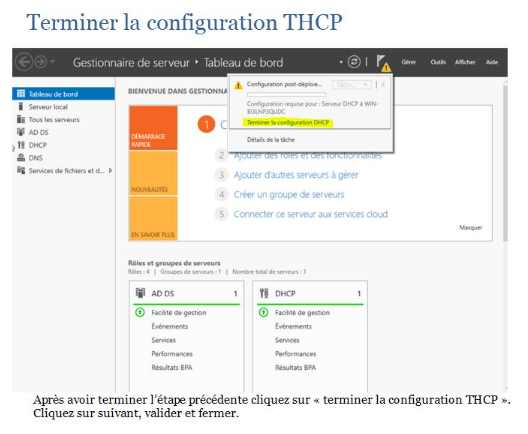 Terminer la configuration THCP
Gestionnaire de serveur • Tableau de bord
Gérer Outils Afficher Aide
Tableau de bord
Serveur local
Tous les serveurs
AD DS
DHCP
DNS
Services de fichiers et d...
BIENVENUE DANS GESTIONNA
Configuration post-déploie...
Configuration requise pour : Serveur DHCP à WIN-
Terminer la configuration DHCP
Détails de la tâche
DÉMARRAGE
RAPIDE
NOUVEAUTÉS
EN SAVOIR PLUS
1 C
2 Ajouter des rôles et des fonctionnalités
3 Ajouter d'autres serveurs à gérer
4 Créer un groupe de serveurs
5 Connecter ce serveur aux services cloud
Masquer
Rôles et groupes de serveurs
Rôles : 4 | Groupes de serveurs : 1 | Nombre total de serveurs : 1
AD DS 1
Facilité de gestion
Événements
Services
Performances
Résultats BPA
DHCP 1
Facilité de gestion
Événements
Services
Performances
Résultats BPA
Après avoir terminer l'étape précédente cliquez sur « terminer la configuration THCP ».
Cliquez sur suivant, valider et fermer.